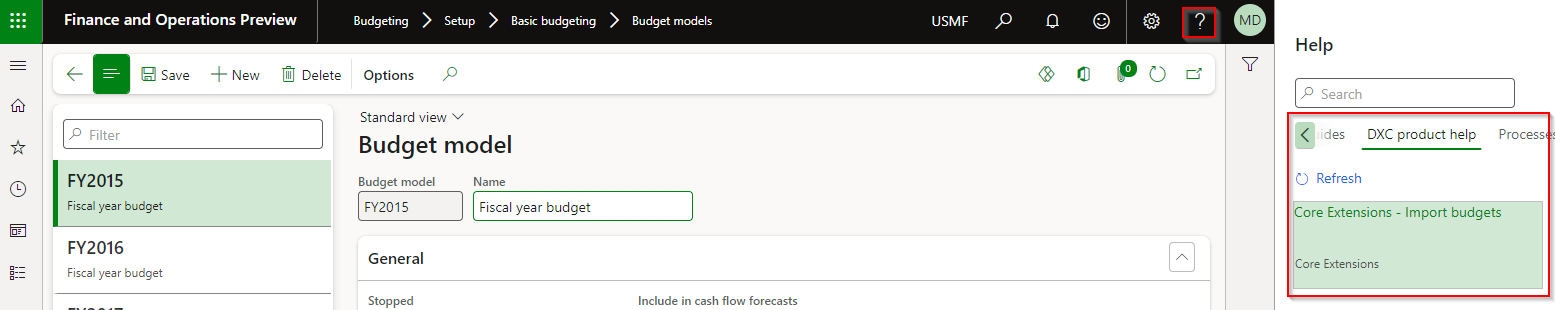 Finance and Operations Preview
Budgeting > Setup > Basic budgeting > Budget models
USMF
?
MD
Save
New
Delete
Options
0
Filter
FY2015
Fiscal year budget
FY2016
Fiscal year budget
Standard view
Budget model
Budget model
Name
FY2015
Fiscal year budget
General
Stopped
Include in cash flow forecasts
Help
Search
DXC product help
Processes
Refresh
Core Extensions - Import budgets
Core Extensions